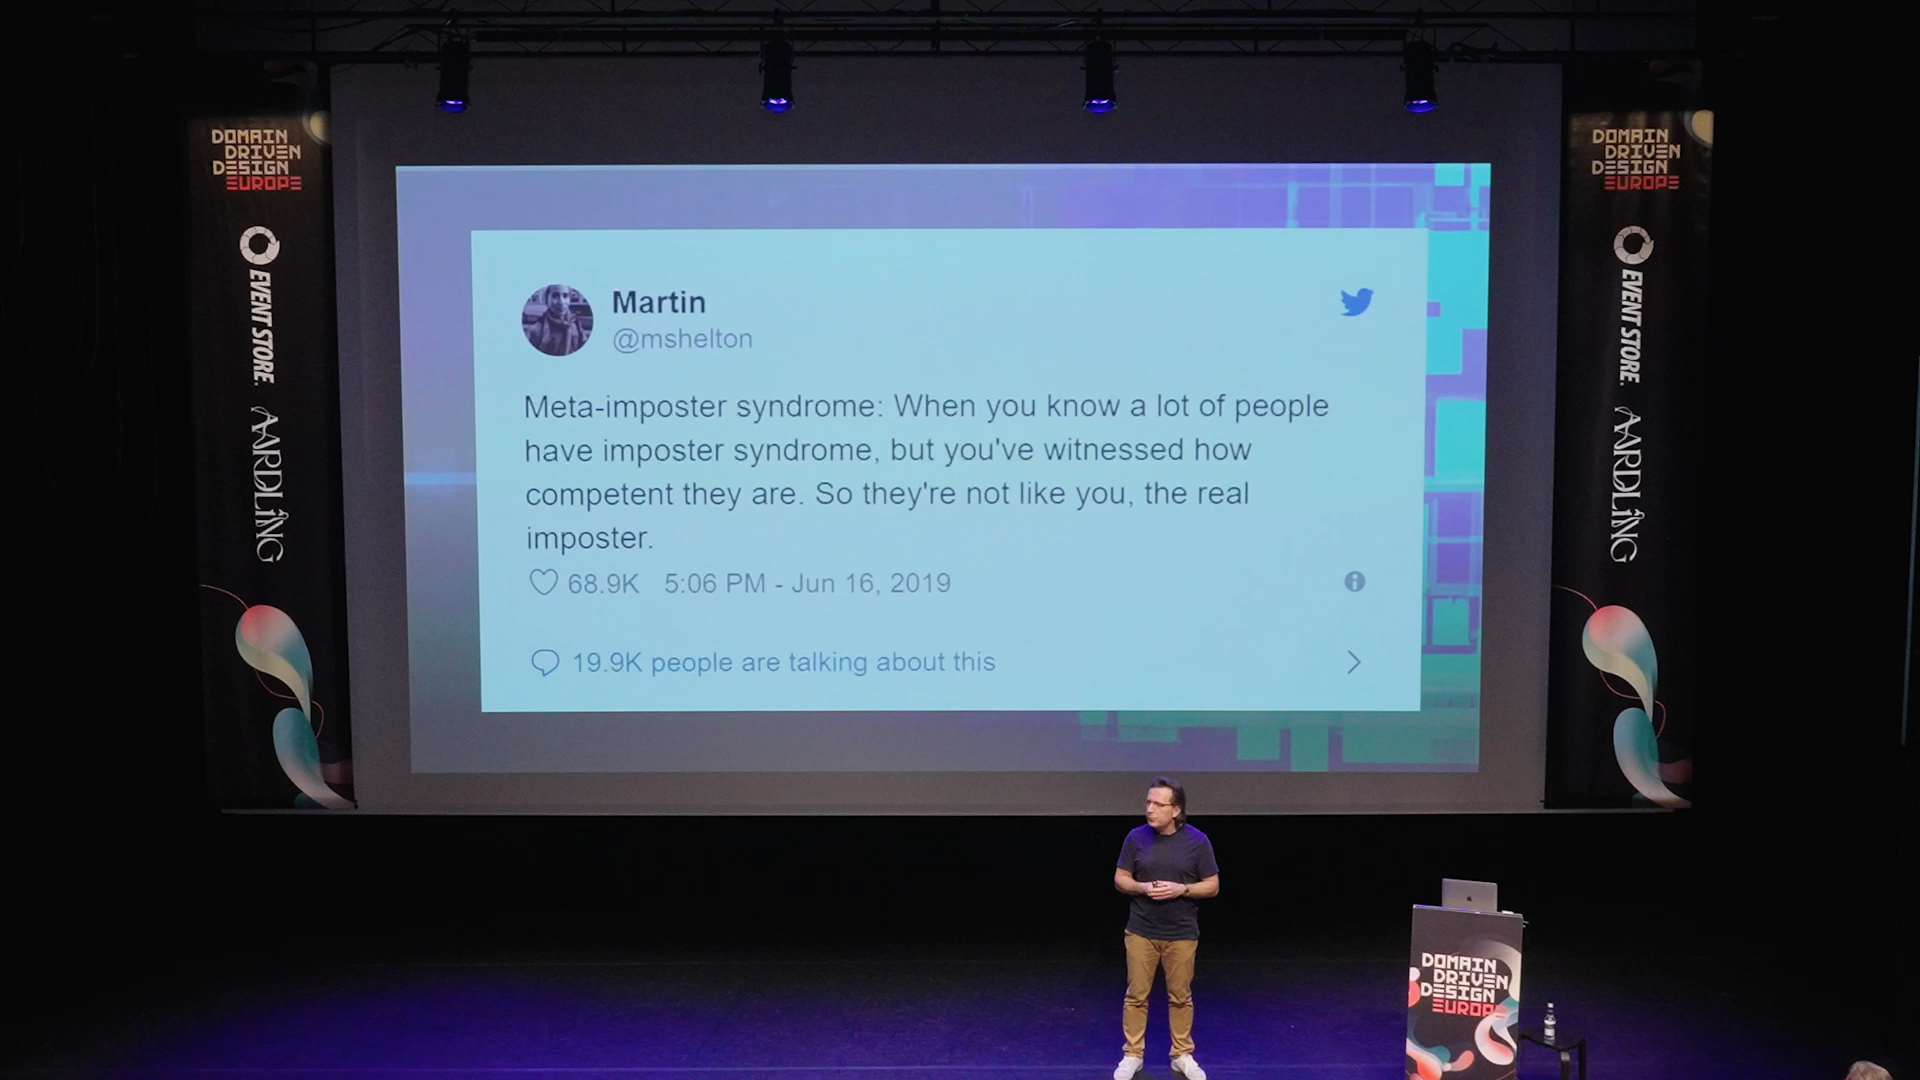 DOMAIN
DRIVEN
DESIGN
EUROPE
EVENT STORE.
AARDLING
Martin
@mshelton
Meta-imposter syndrome: When you know a lot of people
have imposter syndrome, but you've witnessed how
competent they are. So they're not like you, the real
imposter.
68.9K 5:06 PM - Jun 16, 2019
19.9K people are talking about this
DOMAIN
DRIVEN
DESIGN
EUROPE
EVENT STORE.
AARDLING
DOMAIN
DRIVEN
DESIGN
EUROPE